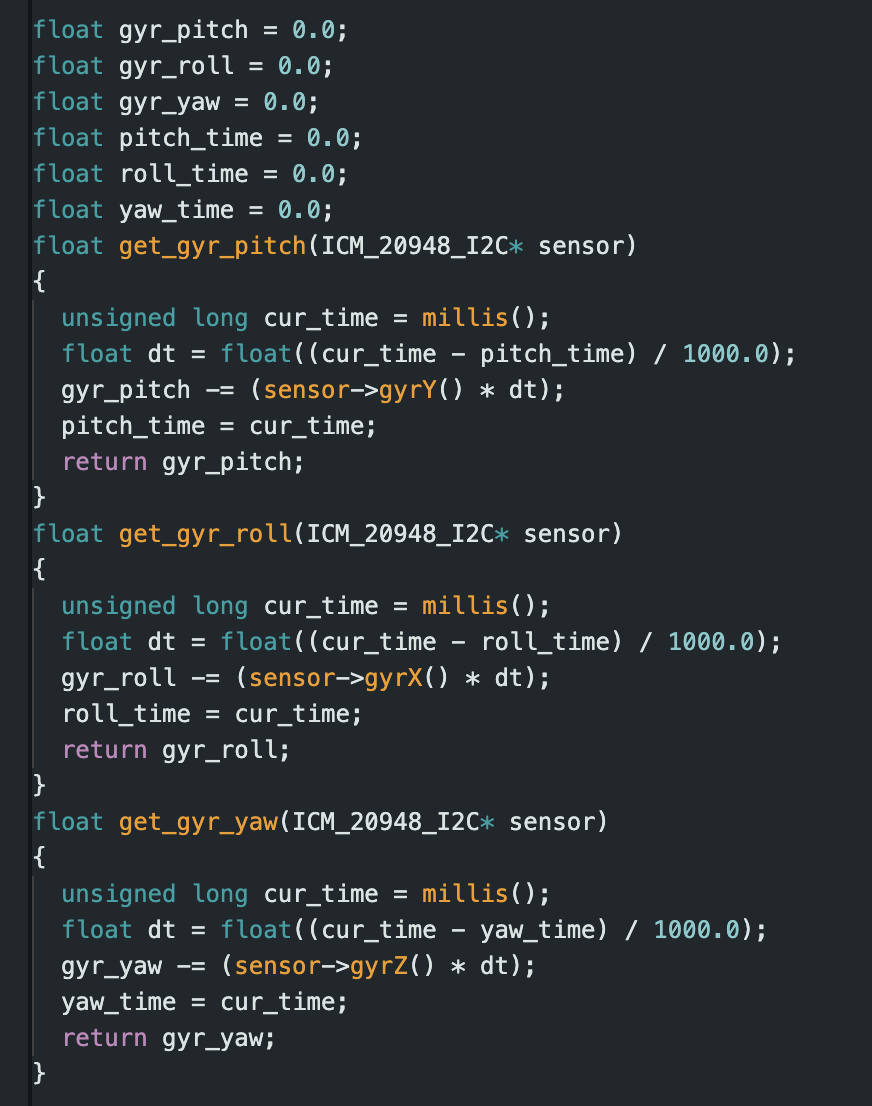 float gyr_pitch = 0.0;
float gyr_roll = 0.0;
float gyr_yaw = 0.0;
float pitch_time = 0.0;
float roll_time = 0.0;
float yaw_time = 0.0;
float get_gyr_pitch(ICM_20948_I2C* sensor)
{
  unsigned long cur_time = millis();
  float dt = float((cur_time - pitch_time) / 1000.0);
  gyr_pitch -= (sensor->gyrY() * dt);
  pitch_time = cur_time;
  return gyr_pitch;
}
float get_gyr_roll(ICM_20948_I2C* sensor)
{
  unsigned long cur_time = millis();
  float dt = float((cur_time - roll_time) / 1000.0);
  gyr_roll -= (sensor->gyrX() * dt);
  roll_time = cur_time;
  return gyr_roll;
}
float get_gyr_yaw(ICM_20948_I2C* sensor)
{
  unsigned long cur_time = millis();
  float dt = float((cur_time - yaw_time) / 1000.0);
  gyr_yaw -= (sensor->gyrZ() * dt);
  yaw_time = cur_time;
  return gyr_yaw;
}